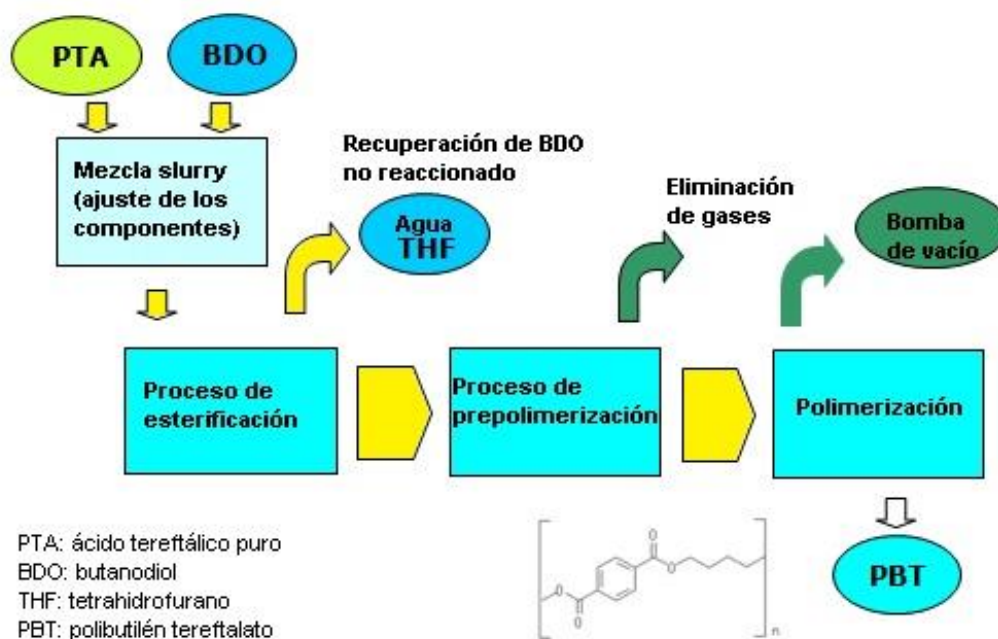 PTA
BDO
Mezcla slurry
(ajuste de los
componentes)
Recuperación de BDO
no reaccionado
Agua
THF
Eliminación
de gases
Bomba
de vacío
Proceso de
esterificación
Proceso de
prepolimerización
Polimerización
PTA: ácido tereftálico puro
BDO: butanodiol
THF: tetrahidrofurano
PBT: polibutilén tereftalato
O
O
O
O
n
PBT